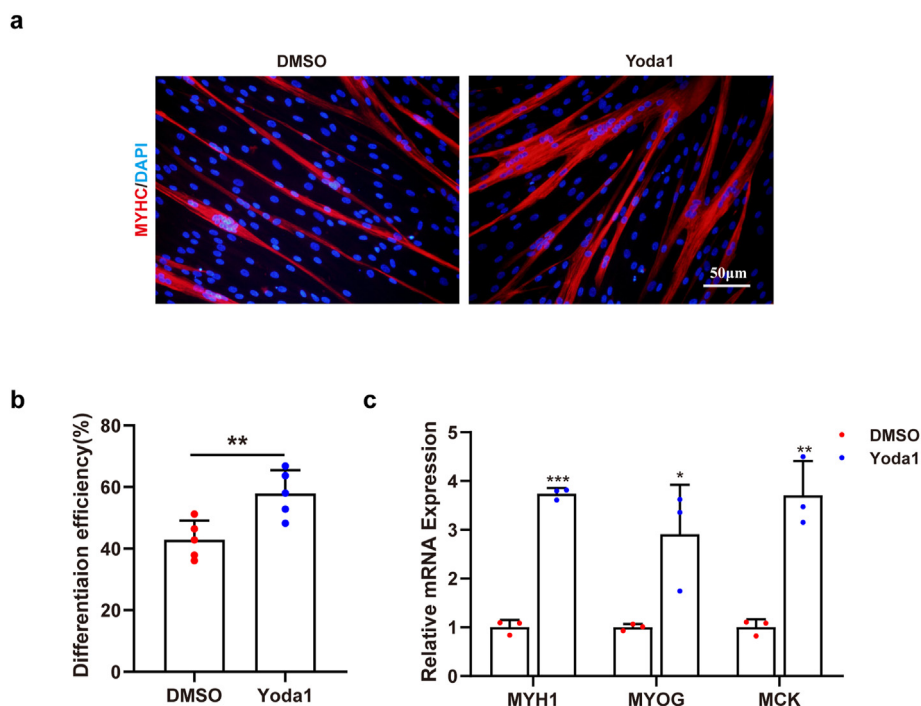 a
DMSO
Yoda1
MYHC/DAPI
50μm
b
Differentiaion efficiency(%)
80
60
40
20
0
**
DMSO
Yoda1
c
Relative mRNA Expression
5
4
3
2
1
0
***
*
**
MYH1
MYOG
MCK
DMSO
Yoda1